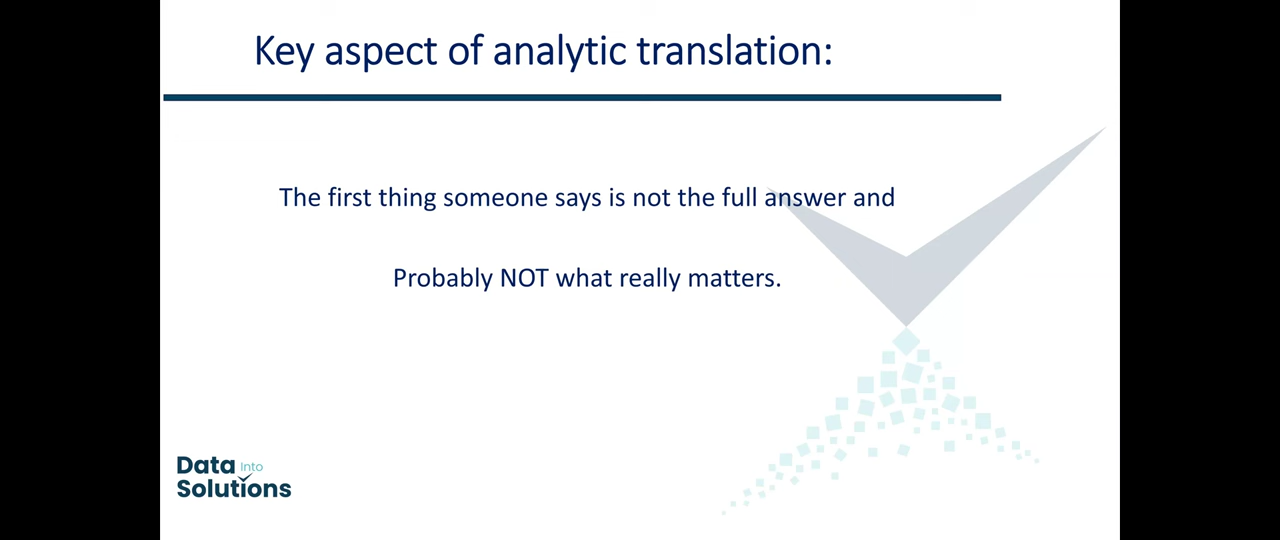 Key aspect of analytic translation:
The first thing someone says is not the full answer and
Probably NOT what really matters.
Data Into
Solutions